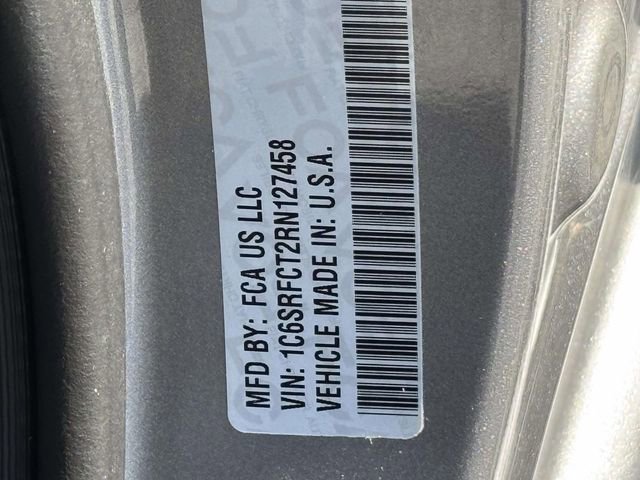 MFD BY: FCA US LLC
VIN: 1C6SRFCT2RN127458
VEHICLE MADE IN: U.S.A.